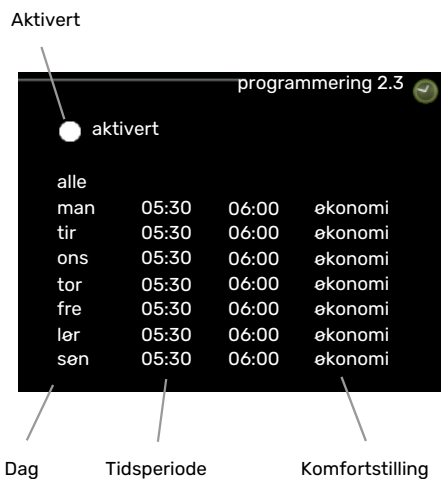 Aktivert
programmering 2.3
aktivert
alle
man 05:30 06:00 økonomi
tir 05:30 06:00 økonomi
ons 05:30 06:00 økonomi
tor 05:30 06:00 økonomi
fre 05:30 06:00 økonomi
lør 05:30 06:00 økonomi
søn 05:30 06:00 økonomi
Dag Tidsperiode Komfortstilling